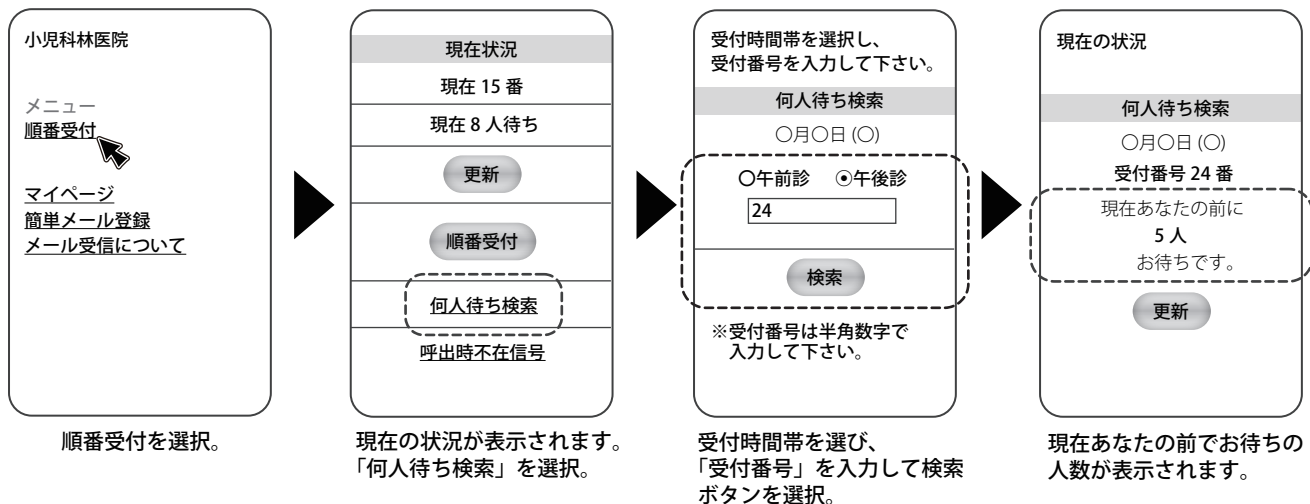 小児科林医院
メニュー
順番受付
マイページ
簡単メール登録
メール受信について
順番受付を選択。
現在状況
現在 15 番
現在 8 人待ち
更新
順番受付
何人待ち検索
呼出時不在信号
現在の状況が表示されます。
「何人待ち検索」を選択。
受付時間帯を選択し、
受付番号を入力して下さい。
何人待ち検索
〇月〇日 (〇)
〇午前診 ◉午後診
24
検索
※受付番号は半角数字で
入力して下さい。
受付時間帯を選び、
「受付番号」を入力して検索
ボタンを選択。
現在の状況
何人待ち検索
〇月〇日 (〇)
受付番号 24 番
現在あなたの前に
5 人
お待ちです。
更新
現在あなたの前でお待ちの
人数が表示されます。